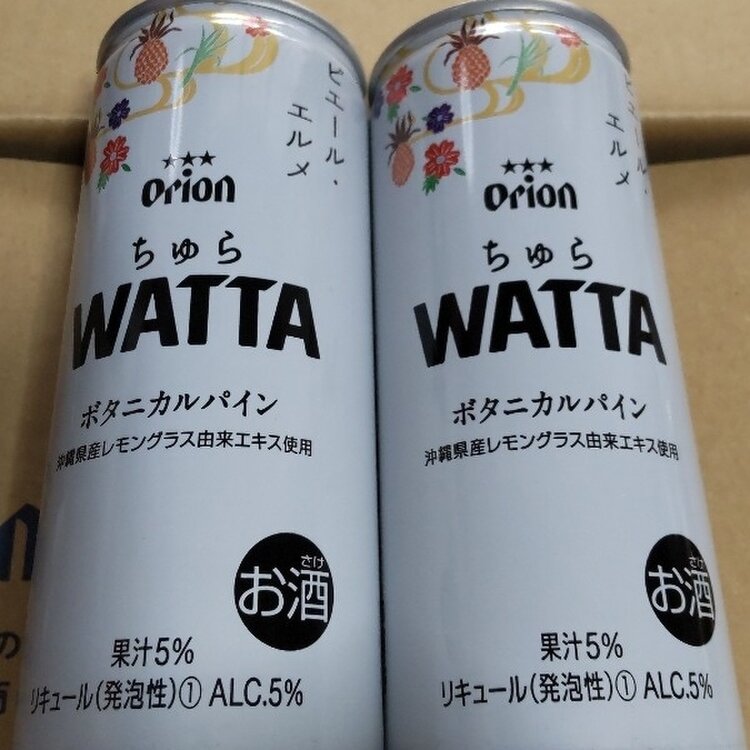 ピエール・
エルメ
orion
ちゅら
WATTA
ボタニカルパイン
沖縄県産レモングラス由来エキス使用
さけ
お酒
果汁5%
リキュール(発泡性)① ALC.5%
ピエール・
エルメ
orion
ちゅら
WATTA
ボタニカルパイン
沖縄県産レモングラス由来エキス使用
さけ
お酒
果汁5%
リキュール(発泡性)① ALC.5%
の